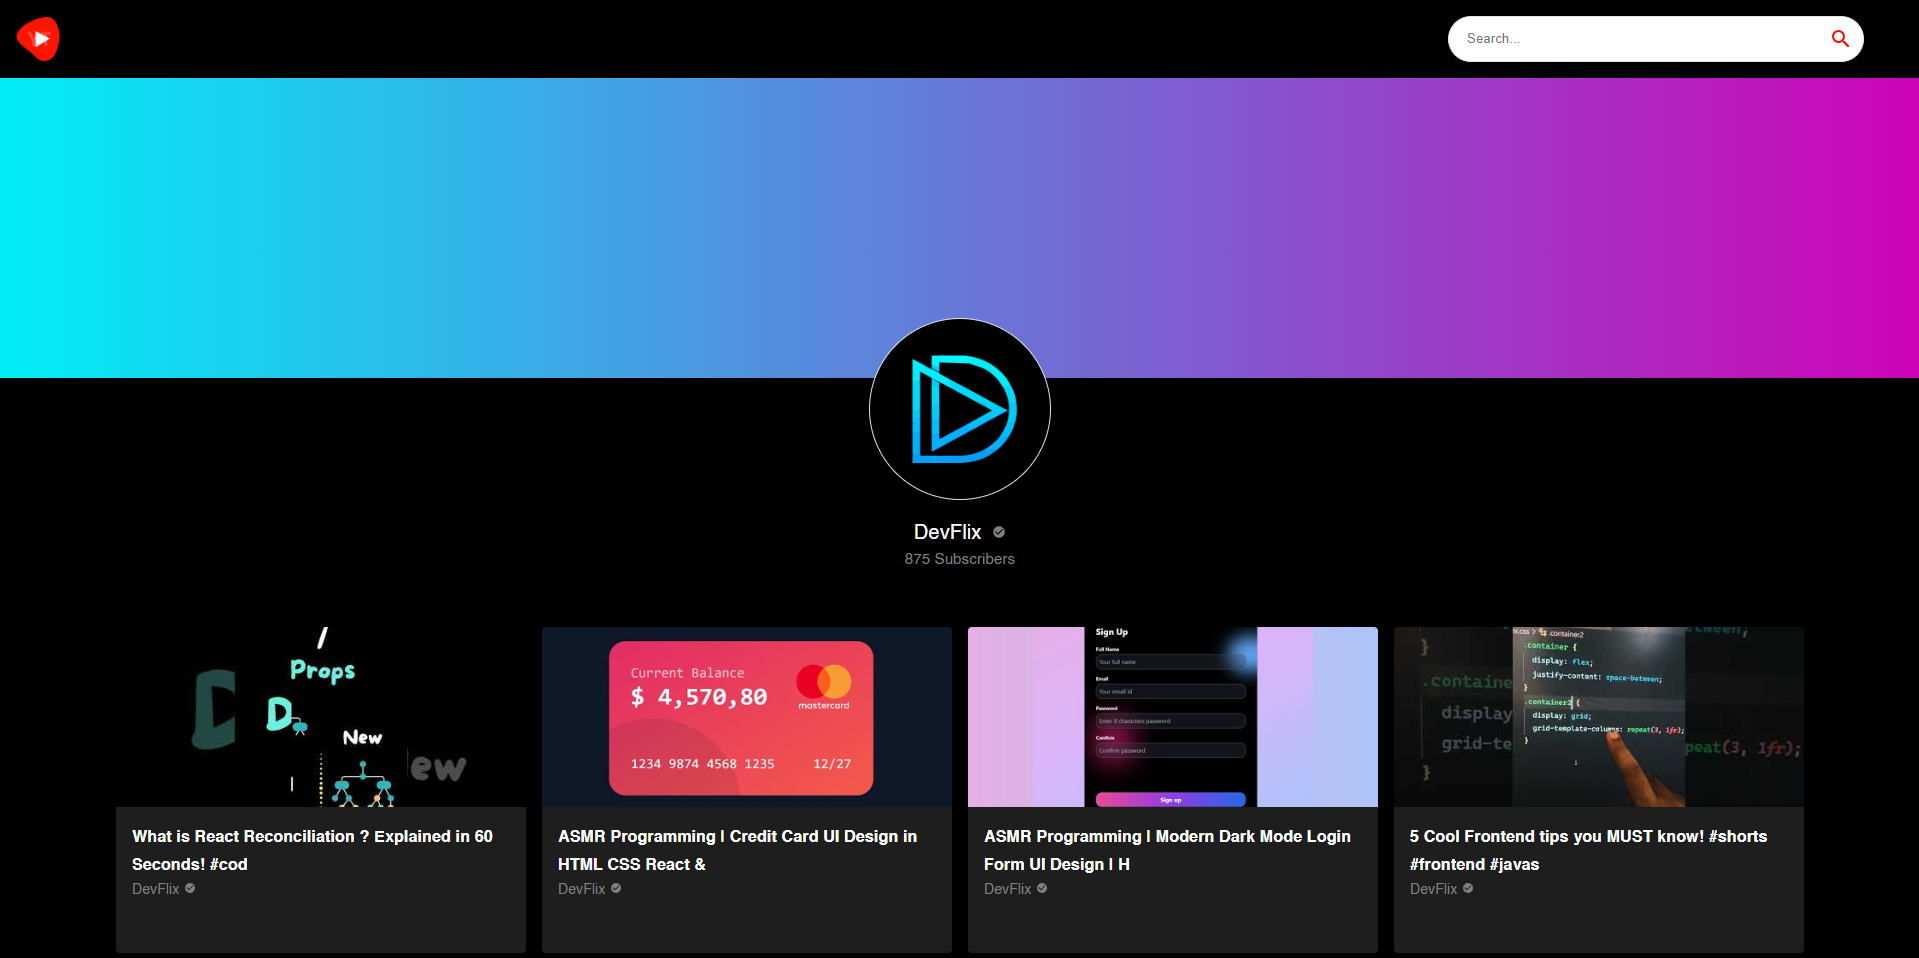 Search...
DevFlix
875 Subscribers
/
Props
D
New
ew
Current Balance
$ 4,570,80
mastercard
1234 9874 4568 1235 12/27
Sign Up
Full Name
Your full name
Email
Your email id
Password
Enter 8 characters password
Confirm
Confirm password
Sign up
.container2
.container {
display: flex;
justify-content: space-between;
}
.container2 {
display: grid;
grid-template-columns: repeat(3, 1fr);
}
ween;
}
.containe
display
grid-te
peat(3, 1fr);
}
What is React Reconciliation ? Explained in 60
Seconds! #cod
DevFlix
ASMR Programming | Credit Card UI Design in
HTML CSS React &
DevFlix
ASMR Programming | Modern Dark Mode Login
Form UI Design | H
DevFlix
5 Cool Frontend tips you MUST know! #shorts
#frontend #javas
DevFlix